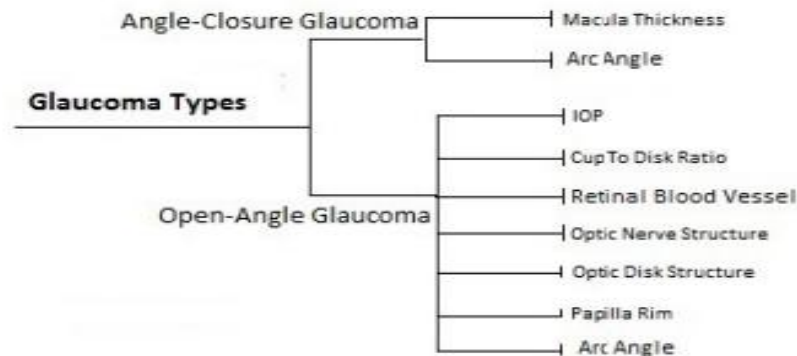 Angle-Closure Glaucoma
Macula Thickness
Arc Angle
Glaucoma Types
IOP
Cup To Disk Ratio
Retinal Blood Vessel
Open-Angle Glaucoma
Optic Nerve Structure
Optic Disk Structure
Papilla Rim
Arc Angle